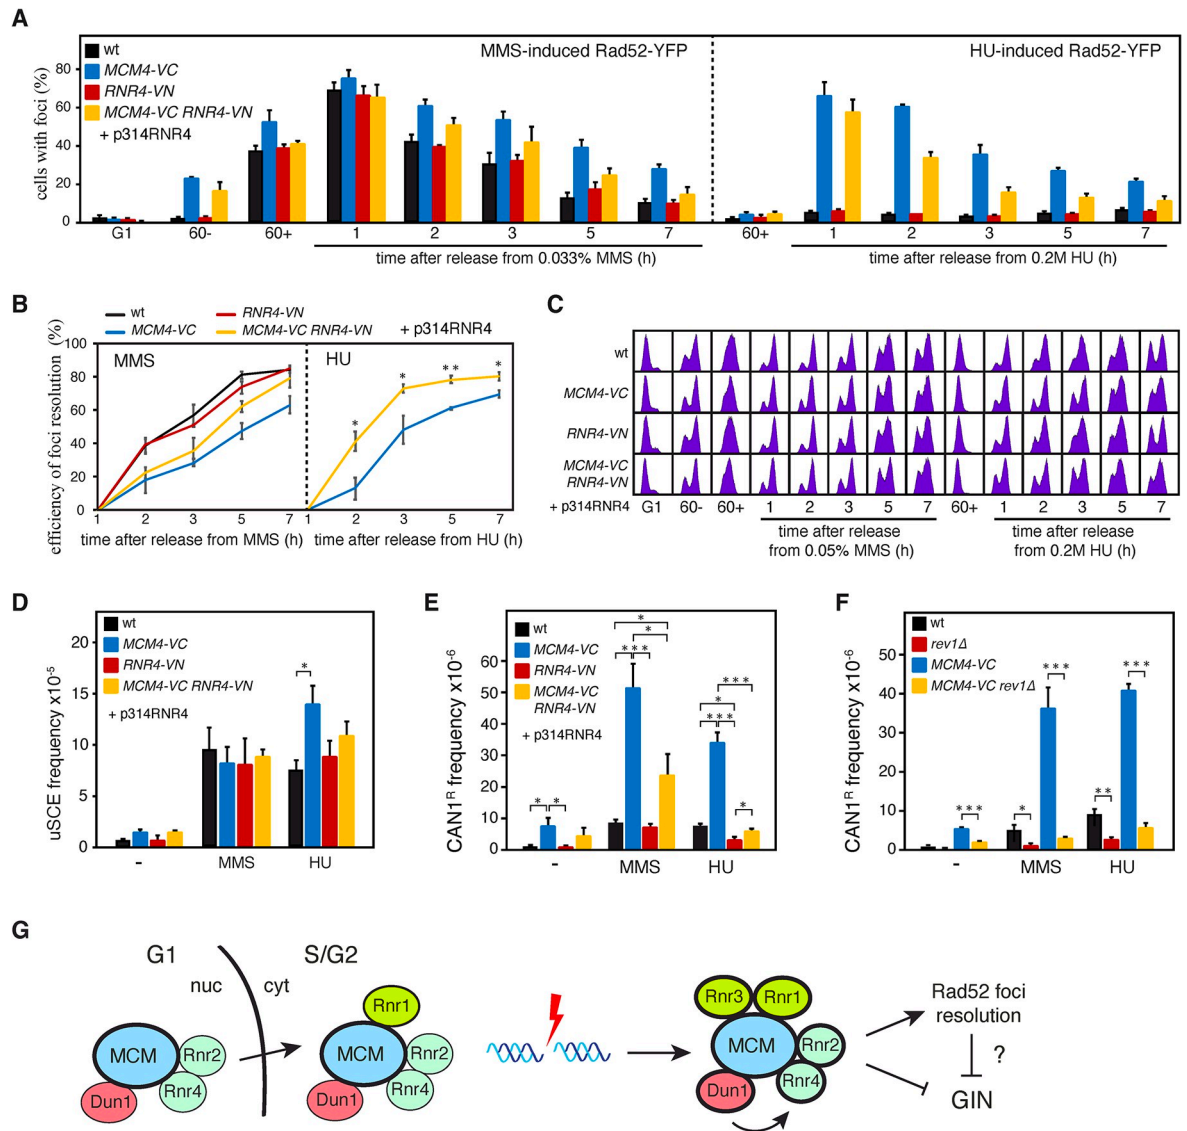 A
wt
MCM4-VC
RNR4-VN
MCM4-VC RNR4-VN
+ p314RNR4
MMS-induced Rad52-YFP
HU-induced Rad52-YFP
cells with foci (%)
80
60
40
20
0
G1 60- 60+ 1 2 3 5 7 60+ 1 2 3 5 7
time after release from 0.033% MMS (h)
time after release from 0.2M HU (h)
B
wt
MCM4-VC
RNR4-VN
MCM4-VC RNR4-VN
+ p314RNR4
efficiency of foci resolution (%)
100
80
60
40
20
0
MMS
HU
*
* *
*
*
1 2 3 5 7 1 2 3 5 7
time after release from MMS (h)
time after release from HU (h)
C
wt
MCM4-VC
RNR4-VN
MCM4-VC
RNR4-VN
+ p314RNR4
G1 60- 60+ 1 2 3 5 7 60+ 1 2 3 5 7
time after release
from 0.05% MMS (h)
time after release
from 0.2M HU (h)
D
wt
MCM4-VC
RNR4-VN
MCM4-VC RNR4-VN
+ p314RNR4
uSCE frequency x10-5
20
15
10
5
0
*
- MMS HU
E
wt
MCM4-VC
RNR4-VN
MCM4-VC
RNR4-VN
+ p314RNR4
CAN1R frequency x10-6
60
50
40
30
20
10
0
* *
*
*
* * *
* * *
*
* * *
*
- MMS HU
F
wt
rev1Δ
MCM4-VC
MCM4-VC rev1Δ
CAN1R frequency x10-6
50
40
30
20
10
0
* * *
*
* * *
* *
* * *
- MMS HU
G
G1
S/G2
nuc
cyt
MCM
Rnr2
Rnr4
Dun1
Rnr1
MCM
Rnr2
Rnr4
Dun1
Rnr3
Rnr1
MCM
Rnr2
Rnr4
Dun1
Rad52 foci
resolution
?
GIN